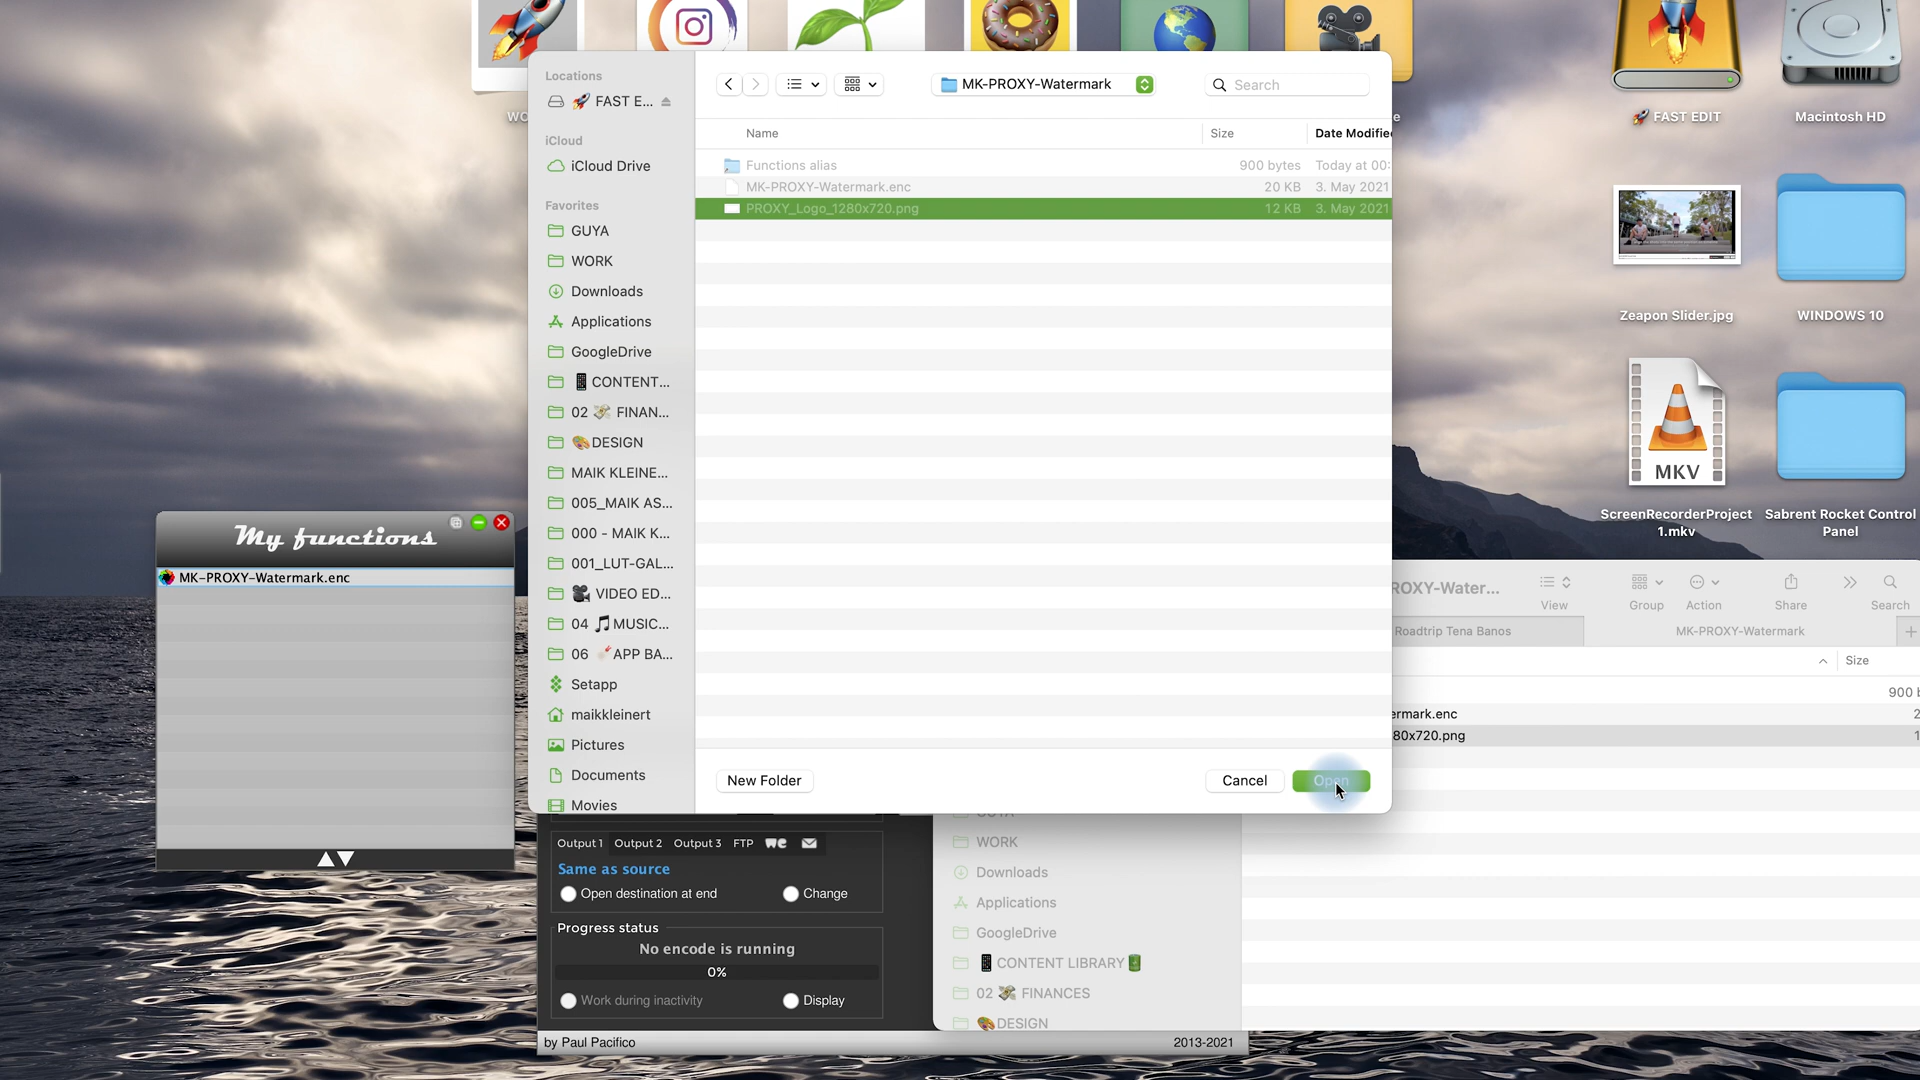 Locations
🚀 FAST E...
iCloud
iCloud Drive
Favorites
GUYA
WORK
Downloads
Applications
GoogleDrive
📱CONTENT...
02 💸 FINAN...
🎨DESIGN
MAIK KLEINE...
005_MAIK AS...
000 - MAIK K...
001_LUT-GAL...
🎥 VIDEO ED...
04 🎵MUSIC...
06 📌APP BA...
Setapp
maikkleinert
Pictures
Documents
Movies
MK-PROXY-Watermark
Search
Name
Size
Date Modifie
Functions alias
900 bytes
Today at 00:
MK-PROXY-Watermark.enc
20 KB
3. May 2021
PROXY_Logo_1280x720.png
12 KB
3. May 2021
New Folder
Cancel
Open
WO
e
🚀 FAST EDIT
Macintosh HD
Zeapon Slider.jpg
WINDOWS 10
MKV
ScreenRecorderProject
1.mkv
Sabrent Rocket Control
Panel
My functions
MK-PROXY-Watermark.enc
ROXY-Water...
View
Group
Action
Share
Search
Roadtrip Tena Banos
MK-PROXY-Watermark
Size
900 b
ermark.enc
2
80x720.png
1
Output 1
Output 2
Output 3
FTP
Same as source
Open destination at end
Change
Progress status
No encode is running
0%
Work during inactivity
Display
by Paul Pacifico
2013-2021
GUYA
WORK
Downloads
Applications
GoogleDrive
📱CONTENT LIBRARY🔋
02 💸 FINANCES
🎨DESIGN